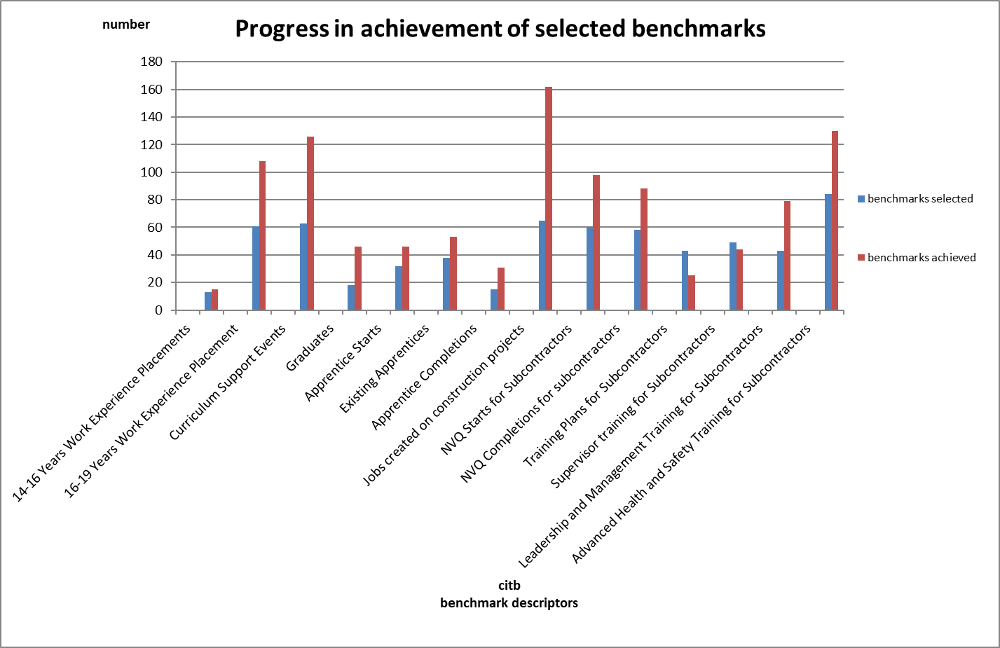 number
Progress in achievement of selected benchmarks
180
160
140
120
100
80
60
40
20
0
benchmarks selected
benchmarks achieved
14-16 Years Work Experience Placements
16-19 Years Work Experience Placement
Curriculum Support Events
Graduates
Apprentice Starts
Existing Apprentices
Apprentice Completions
Jobs created on construction projects
NVQ Starts for Subcontractors
NVQ Completions for subcontractors
Training Plans for Subcontractors
Supervisor training for Subcontractors
Leadership and Management Training for Subcontractors
Advanced Health and Safety Training for Subcontractors
citb
benchmark descriptors